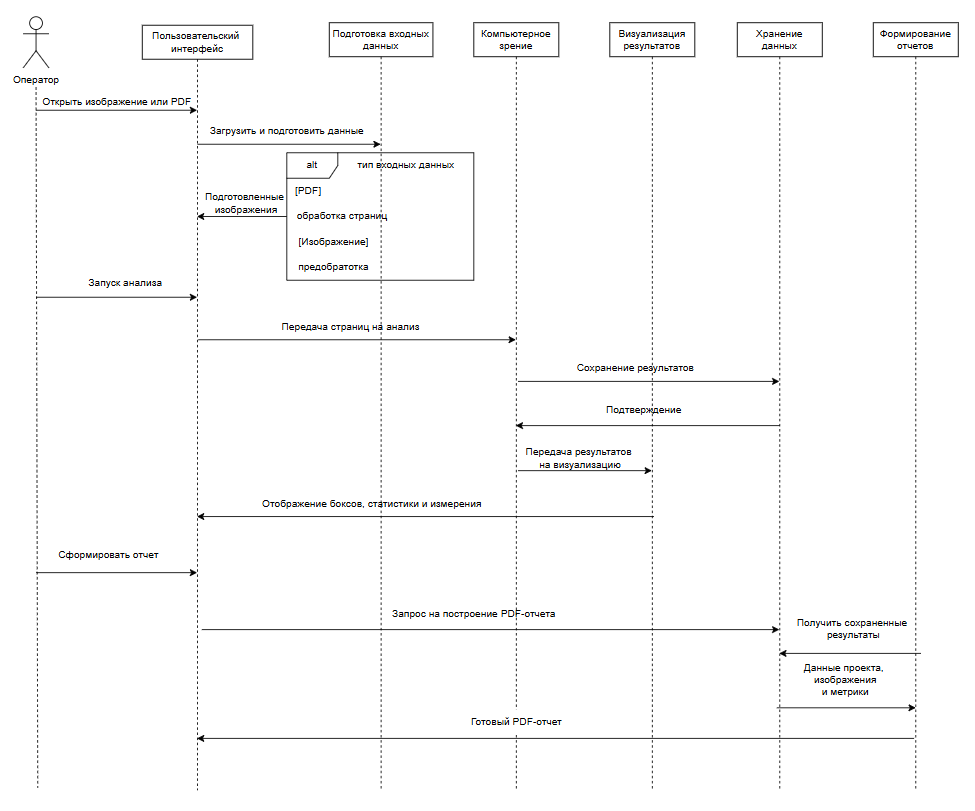 Оператор
Пользовательский
интерфейс
Подготовка входных
данных
Компьютерное
зрение
Визуализация
результатов
Хранение
данных
Формирование
отчетов
Открыть изображение или PDF
Загрузить и подготовить данные
alt
тип входных данных
[PDF]
Подготовленные
изображения
обработка страниц
[Изображение]
предобратотка
Запуск анализа
Передача страниц на анализ
Сохранение результатов
Подтверждение
Передача результатов
на визуализацию
Отображение боксов, статистики и измерения
Сформировать отчет
Запрос на построение PDF-отчета
Получить сохраненные
результаты
Данные проекта,
изображения
и метрики
Готовый PDF-отчет